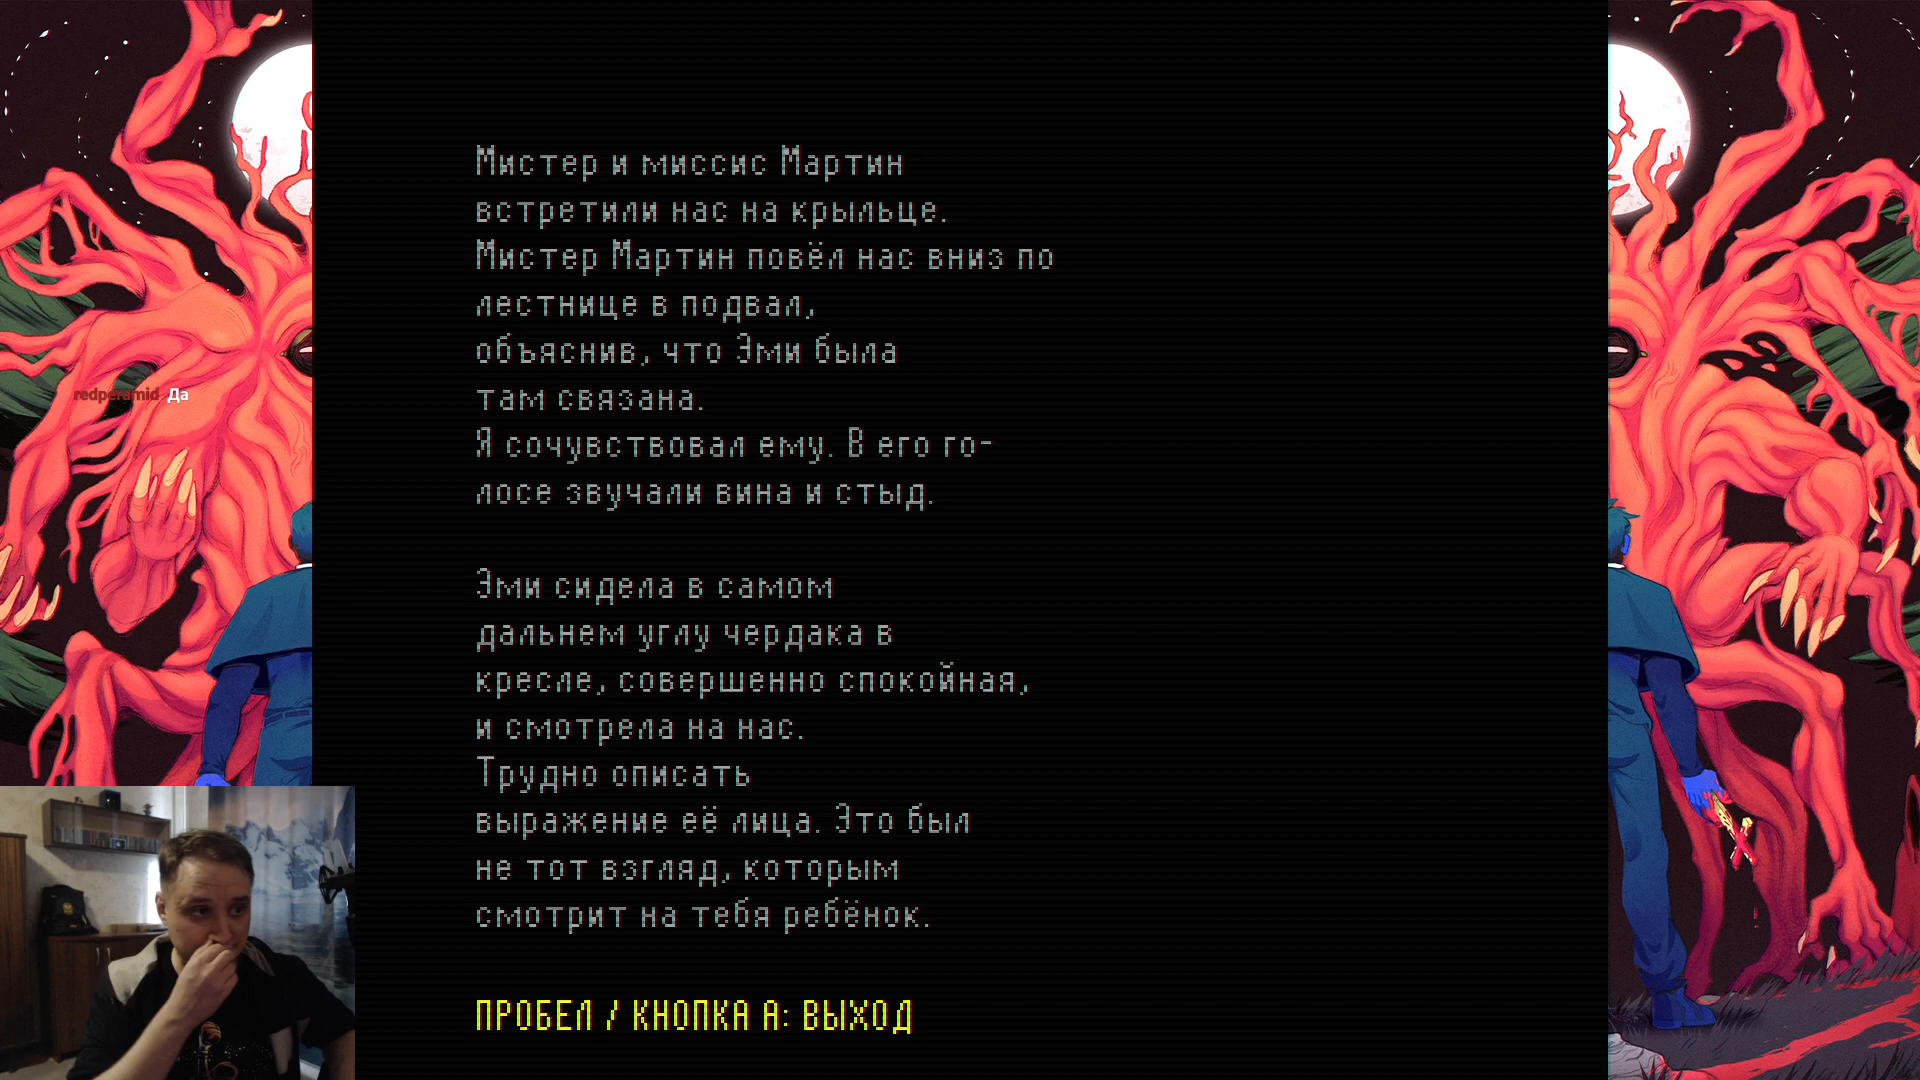 Мистер и миссис Мартин
встретили нас на крыльце.
Мистер Мартин повёл нас вниз по
лестнице в подвал,
объяснив, что Эми была
там связана.
redperamid Да
Я сочувствовал ему. В его го-
лосе звучали вина и стыд.
Эми сидела в самом
дальнем углу чердака в
кресле, совершенно спокойная,
и смотрела на нас.
Трудно описать
выражение её лица. Это был
не тот взгляд, которым
смотрит на тебя ребёнок.
ПРОБЕЛ / КНОПКА A: ВЫХОД